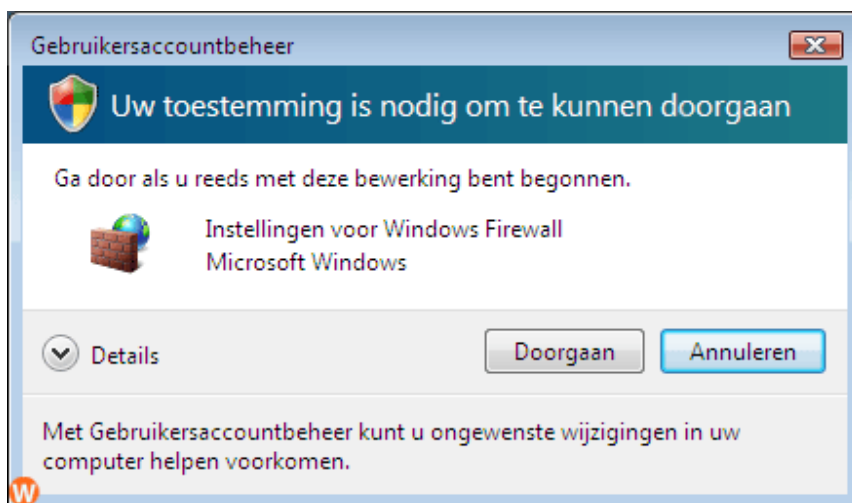 Gebruikersaccountbeheer
Uw toestemming is nodig om te kunnen doorgaan
Ga door als u reeds met deze bewerking bent begonnen.
Instellingen voor Windows Firewall
Microsoft Windows
Details
Doorgaan
Annuleren
Met Gebruikersaccountbeheer kunt u ongewenste wijzigingen in uw
computer helpen voorkomen.
W